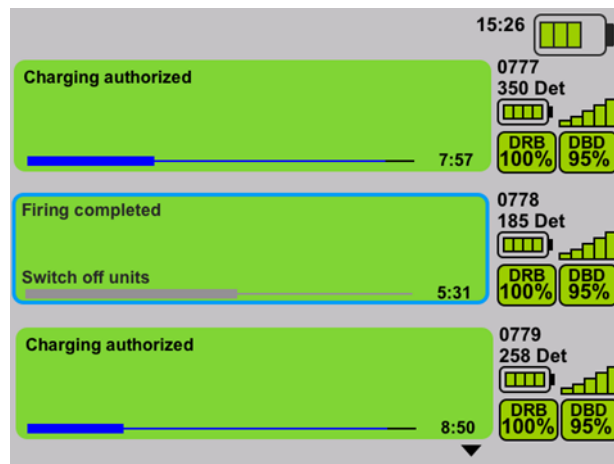 15:26
Charging authorized
7:57
0777
350 Det
DRB DBD
100% 95%
Firing completed
Switch off units
5:31
0778
185 Det
DRB DBD
100% 95%
Charging authorized
8:50
0779
258 Det
DRB DBD
100% 95%